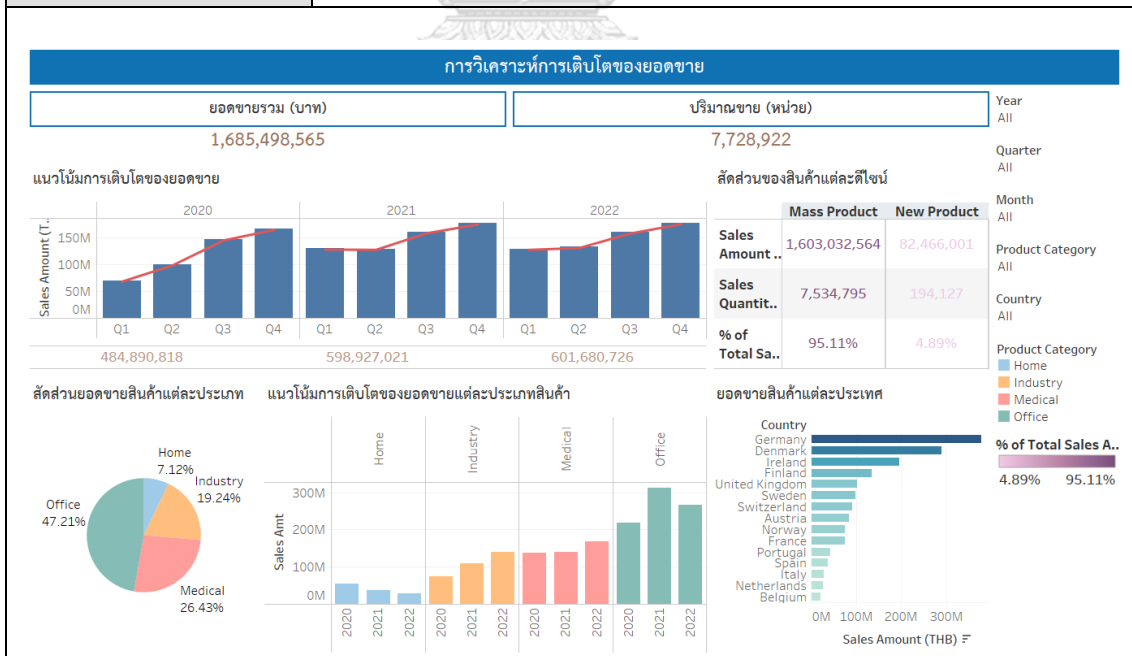 การวิเคราะห์การเติบโตของยอดขาย
ยอดขายรวม (บาท)
ปริมาณขาย (หน่วย)
1,685,498,565
7,728,922
Year
All
Quarter
All
Month
All
Product Category
All
Country
All
Product Category
Home
Industry
Medical
Office
% of Total Sales A..
4.89% 95.11%
แนวโน้มการเติบโตของยอดขาย
2020 2021 2022
Sales Amount (T..
150M
100M
50M
0M
Q1 Q2 Q3 Q4 Q1 Q2 Q3 Q4 Q1 Q2 Q3 Q4
484,890,818 598,927,021 601,680,726
สัดส่วนของสินค้าแต่ละดีไซน์
Mass Product New Product
Sales
Amount .. 1,603,032,564 82,466,001
Sales
Quantit.. 7,534,795 194,127
% of
Total Sa.. 95.11% 4.89%
สัดส่วนยอดขายสินค้าแต่ละประเภท
Home
7.12%
Industry
19.24%
Office
47.21%
Medical
26.43%
แนวโน้มการเติบโตของยอดขายแต่ละประเภทสินค้า
Home Industry Medical Office
Sales Amt
300M
200M
100M
0M
2020 2021 2022 2020 2021 2022 2020 2021 2022 2020 2021 2022
ยอดขายสินค้าแต่ละประเทศ
Country
Germany
Denmark
Ireland
Finland
United Kingdom
Sweden
Switzerland
Austria
Norway
France
Portugal
Spain
Italy
Netherlands
Belgium
0M 100M 200M 300M
Sales Amount (THB)